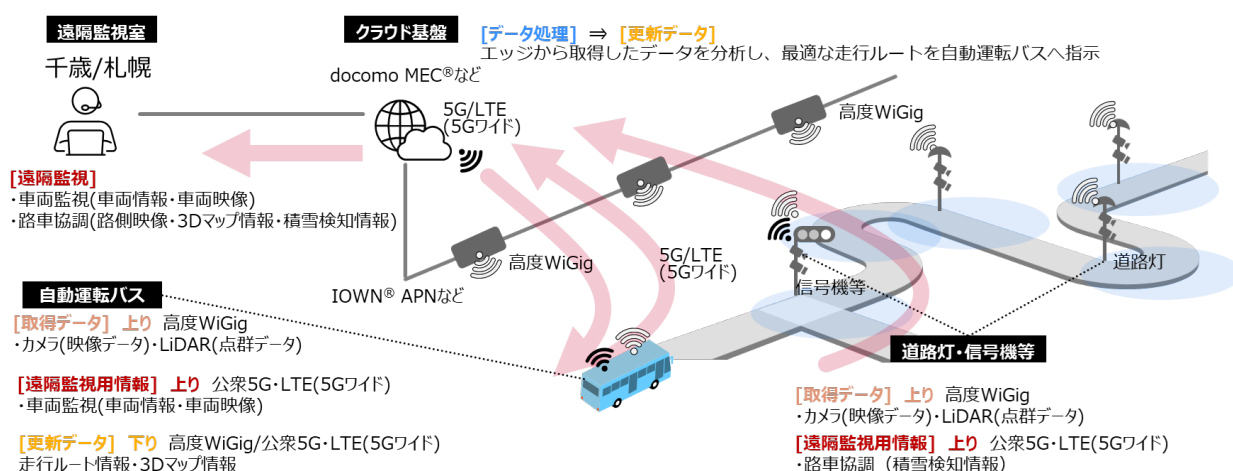 遠隔監視室
千歳/札幌
[遠隔監視]
・車両監視(車両情報・車両映像)
・路車協調(路側映像・3Dマップ情報・積雪検知情報)
クラウド基盤
docomo MEC®など
5G/LTE
(5Gワイド)
[データ処理] ⇒ [更新データ]
エッジから取得したデータを分析し、最適な走行ルートを自動運転バスへ指示
高度WiGig
高度WiGig
IOWN® APNなど
5G/LTE
(5Gワイド)
信号機等
道路灯
自動運転バス
[取得データ] 上り 高度WiGig
・カメラ(映像データ)・LiDAR(点群データ)
[遠隔監視用情報] 上り 公衆5G・LTE(5Gワイド)
・車両監視(車両情報・車両映像)
[更新データ] 下り 高度WiGig/公衆5G・LTE(5Gワイド)
走行ルート情報・3Dマップ情報
道路灯・信号機等
[取得データ] 上り 高度WiGig
・カメラ(映像データ)・LiDAR(点群データ)
[遠隔監視用情報] 上り 公衆5G・LTE(5Gワイド)
・路車協調（積雪検知情報）